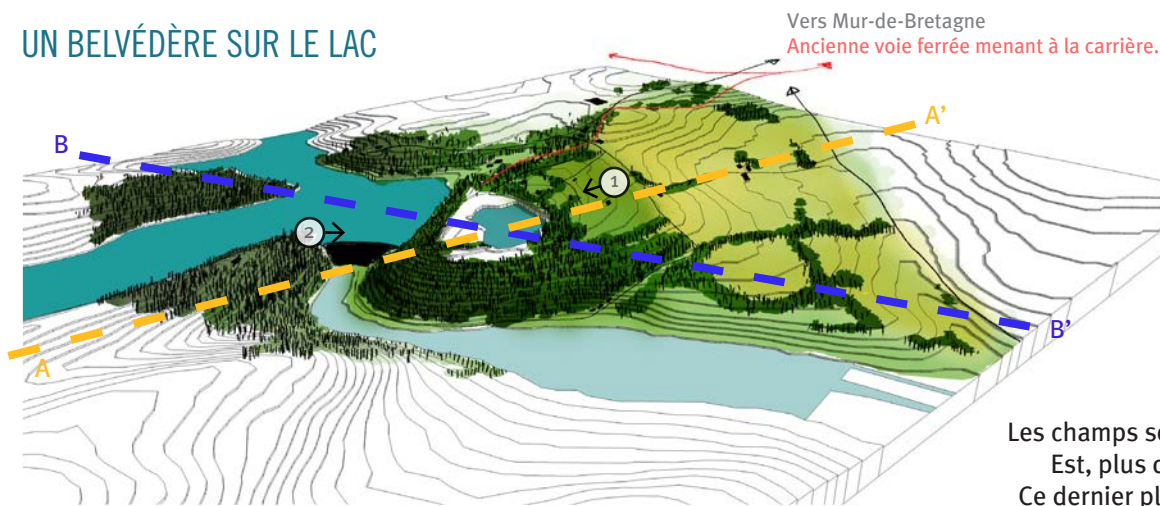 UN BELVÉDÈRE SUR LE LAC
Vers Mur-de-Bretagne
Ancienne voie ferrée menant à la carrière.
B
A'
1
2
A
B'
Les champs se
Est, plus
Ce dernier pl